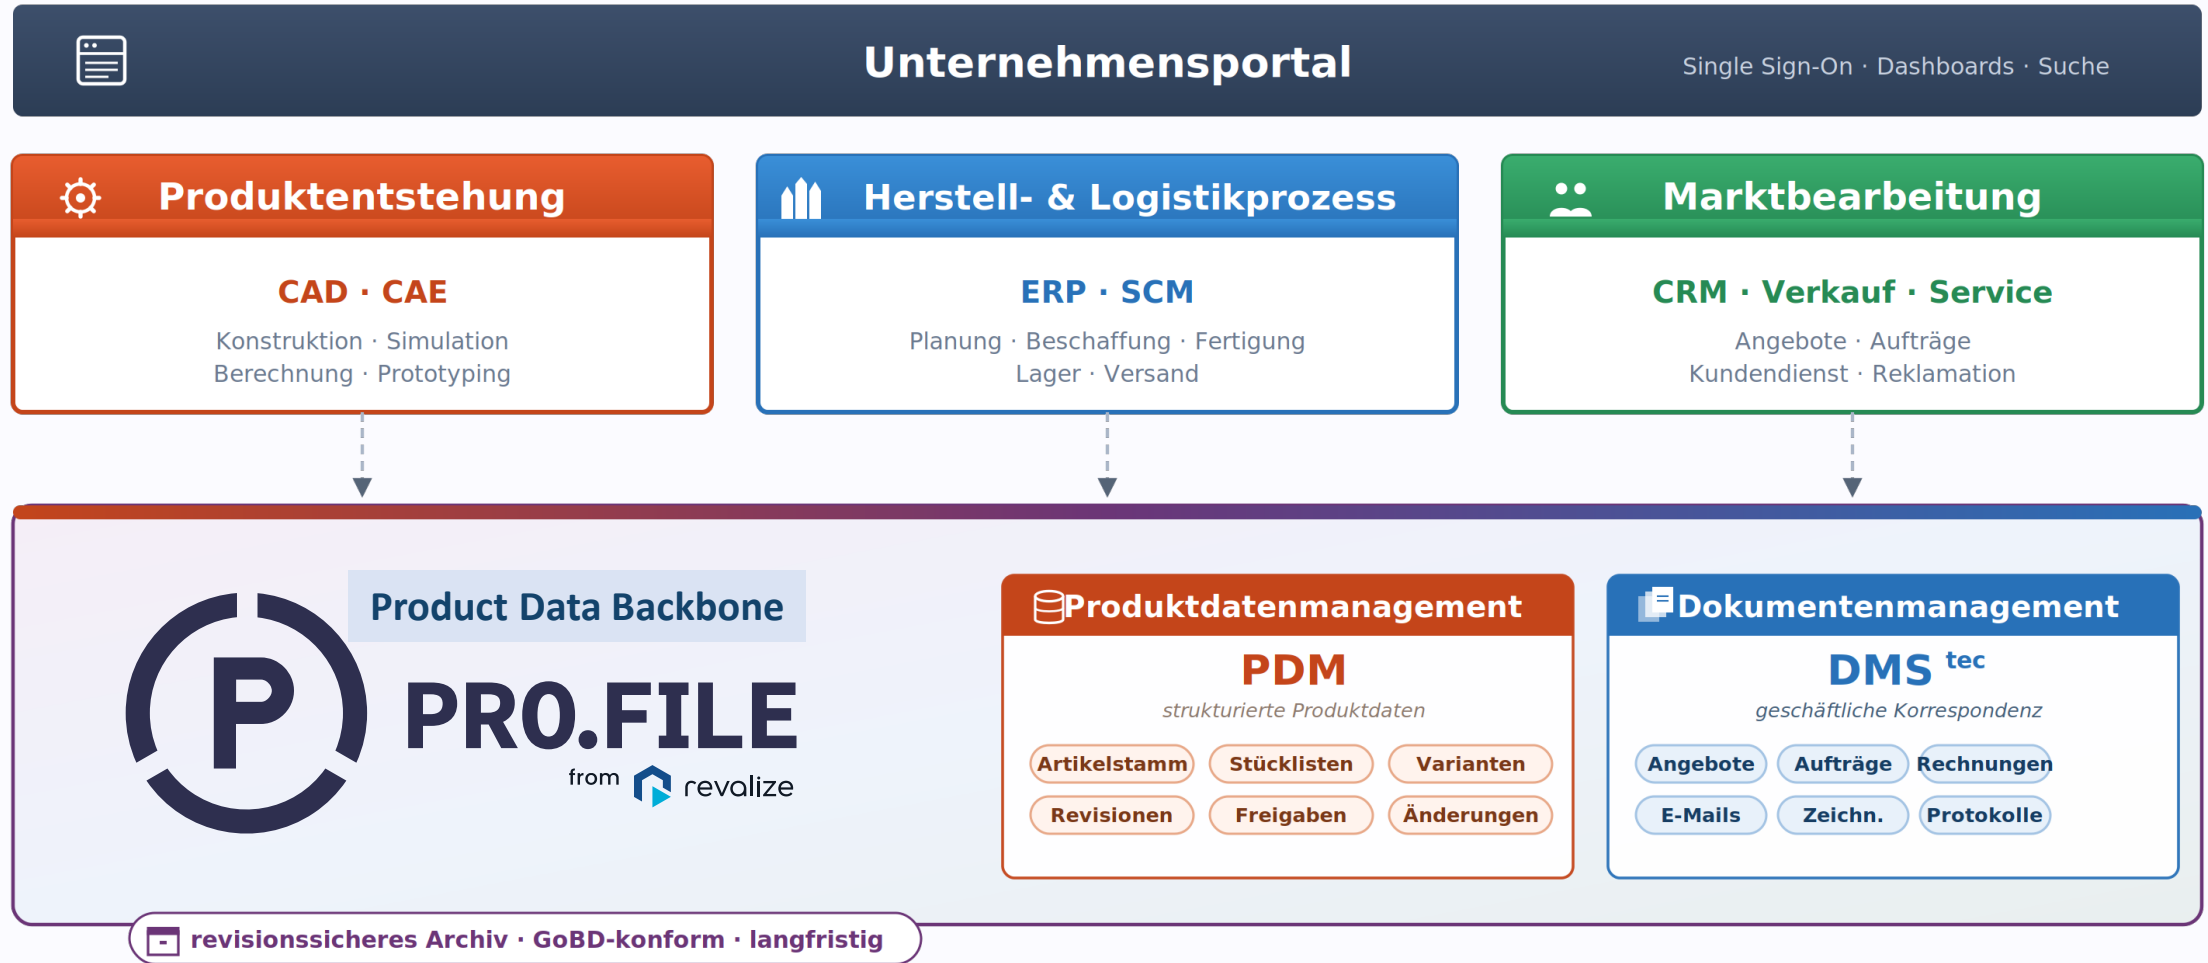 Unternehmensportal
Single Sign-On · Dashboards · Suche
Produktentstehung
CAD · CAE
Konstruktion · Simulation
Berechnung · Prototyping
Herstell- & Logistikprozess
ERP · SCM
Planung · Beschaffung · Fertigung
Lager · Versand
Marktbearbeitung
CRM · Verkauf · Service
Angebote · Aufträge
Kundendienst · Reklamation
Product Data Backbone
P
PRO.FILE
from revalize
Produktdatenmanagement
PDM
strukturierte Produktdaten
Artikelstamm Stücklisten Varianten
Revisionen Freigaben Änderungen
Dokumentenmanagement
DMS tec
geschäftliche Korrespondenz
Angebote Aufträge Rechnungen
E-Mails Zeichn. Protokolle
revisionssicheres Archiv · GoBD-konform · langfristig